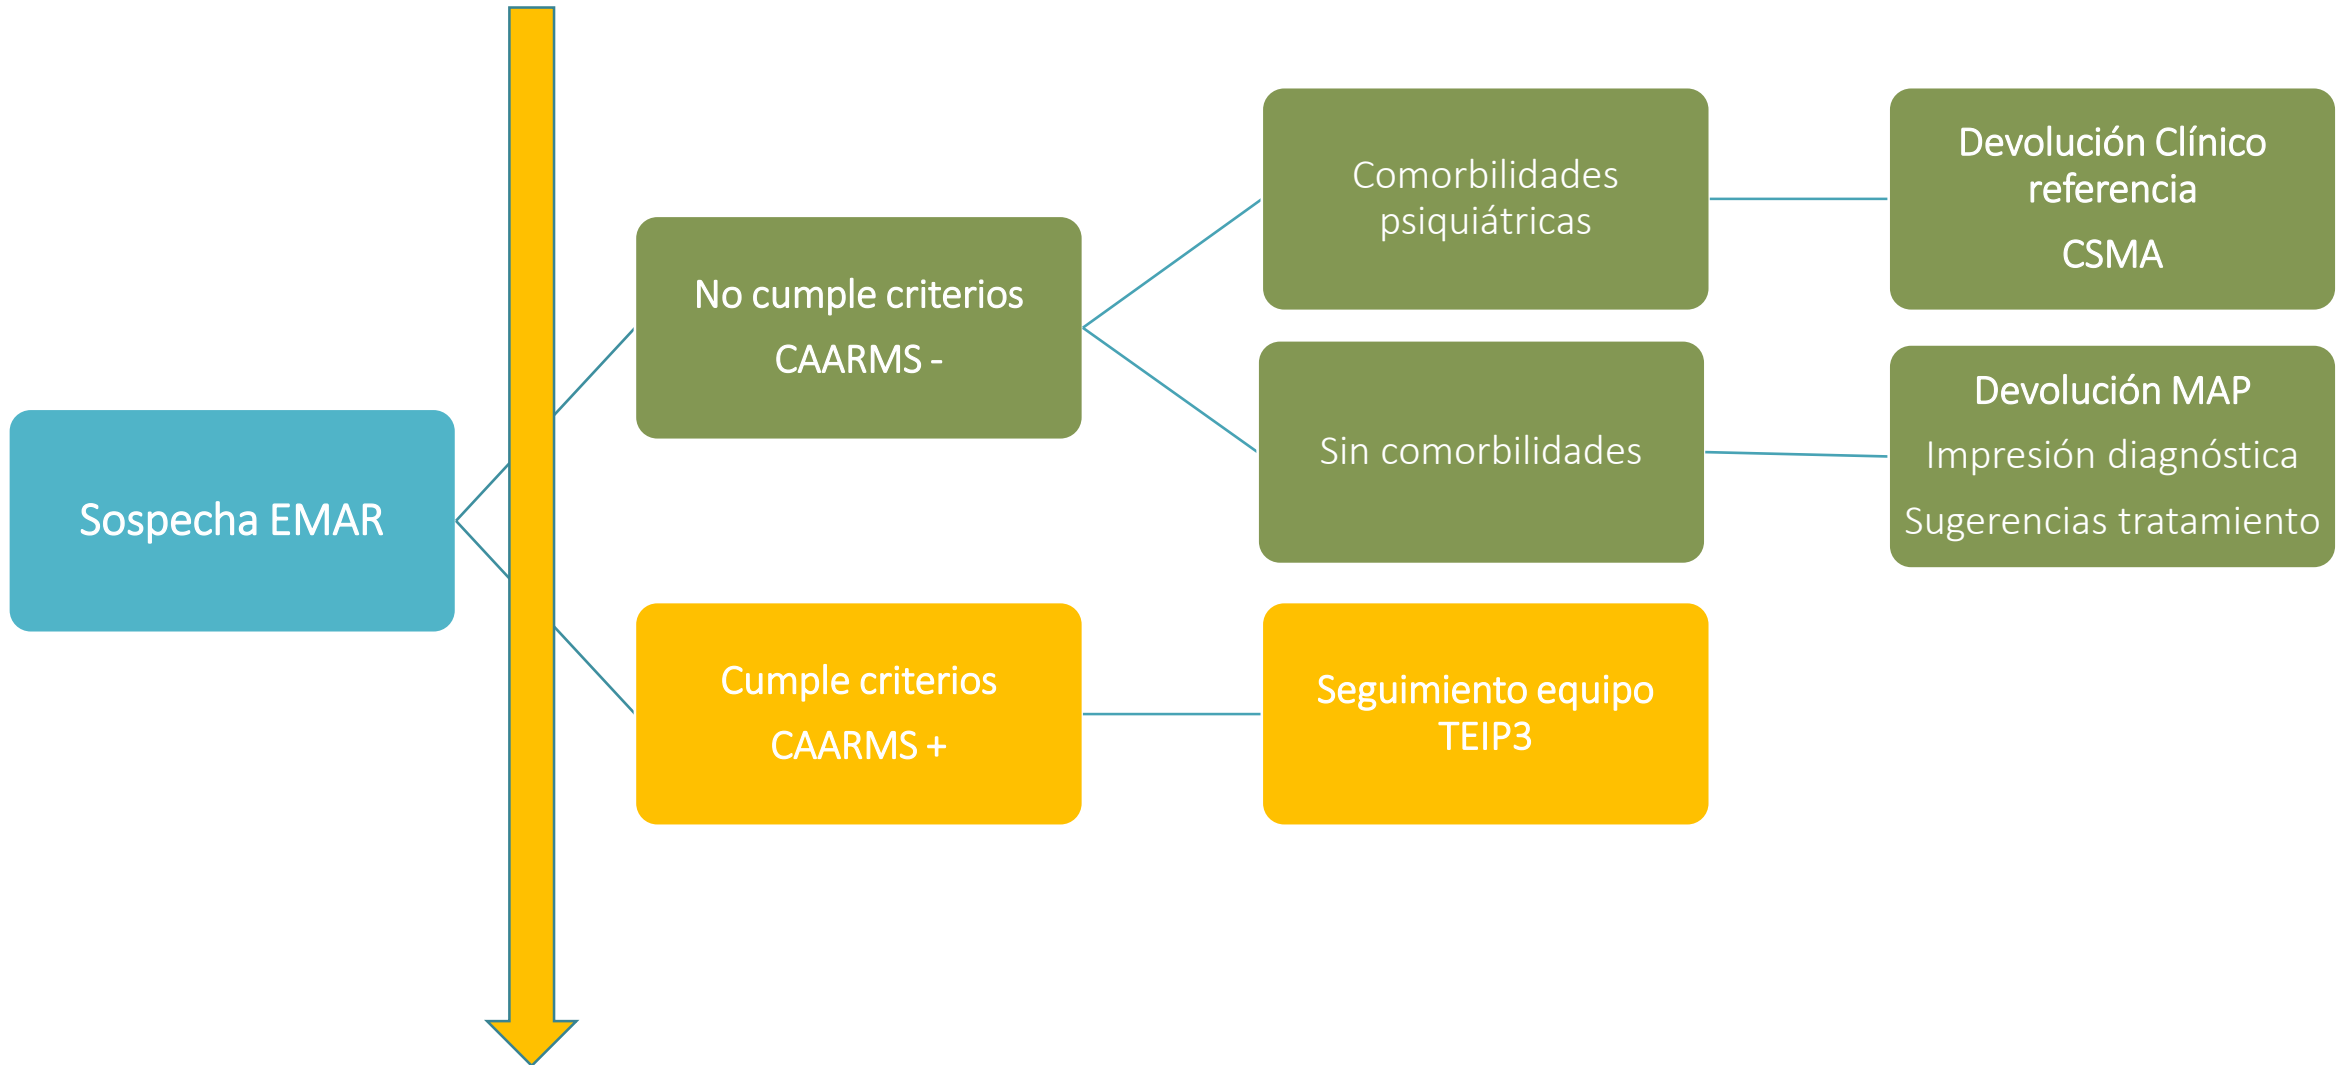 Sospecha EMAR
No cumple criterios
CAARMS -
Comorbilidades
psiquiátricas
Devolución Clínico
referencia
CSMA
Sin comorbilidades
Devolución MAP
Impresión diagnóstica
Sugerencias tratamiento
Cumple criterios
CAARMS +
Seguimiento equipo
TEIP3